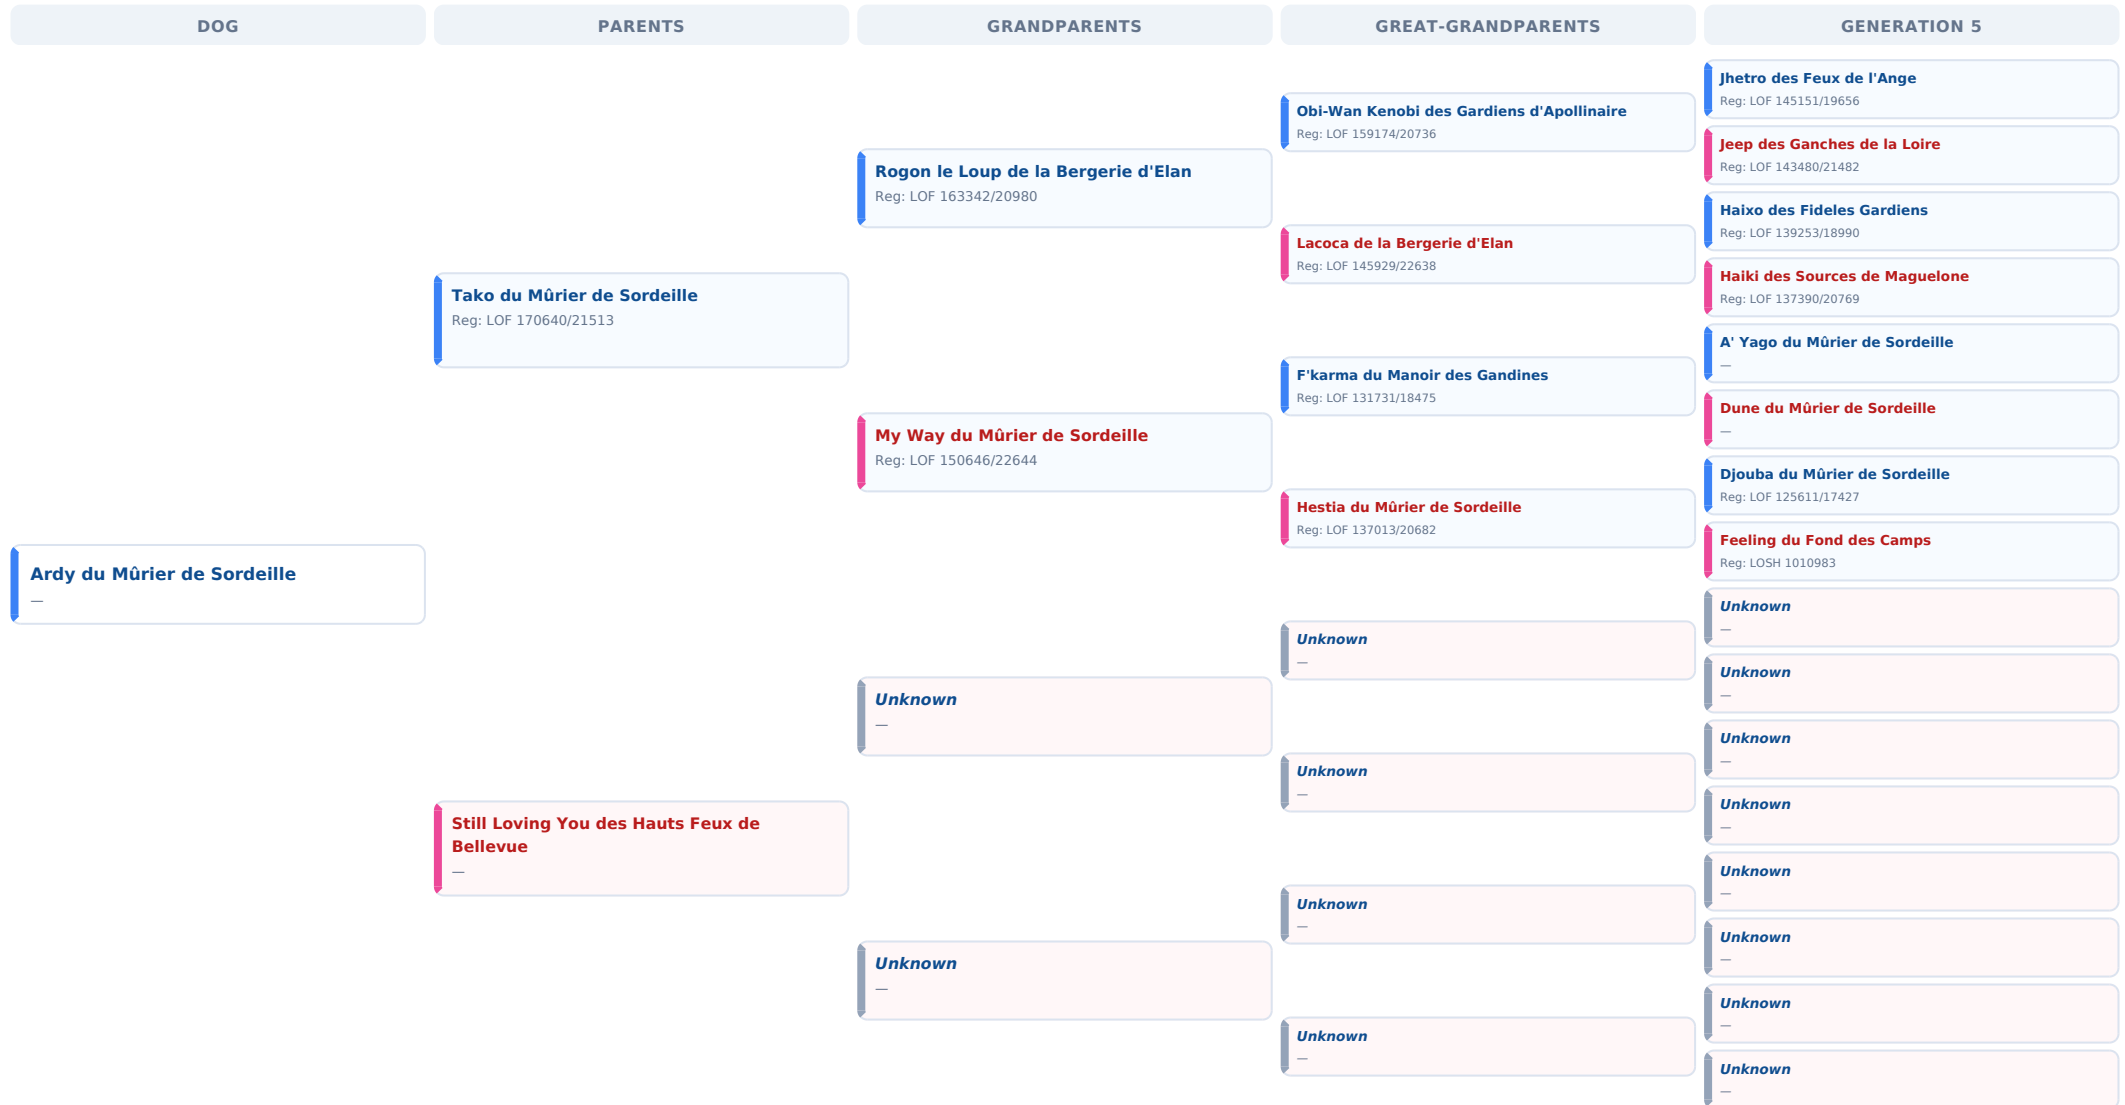 DOG
PARENTS
GRANDPARENTS
GREAT-GRANDPARENTS
GENERATION 5
Ardy du Mûrier de Sordeille
—
Tako du Mûrier de Sordeille
Reg: LOF 170640/21513
Still Loving You des Hauts Feux de
Bellevue
—
Rogon le Loup de la Bergerie d'Elan
Reg: LOF 163342/20980
My Way du Mûrier de Sordeille
Reg: LOF 150646/22644
Unknown
—
Unknown
—
Obi-Wan Kenobi des Gardiens d'Apollinaire
Reg: LOF 159174/20736
Lacoca de la Bergerie d'Elan
Reg: LOF 145929/22638
F'karma du Manoir des Gandines
Reg: LOF 131731/18475
Hestia du Mûrier de Sordeille
Reg: LOF 137013/20682
Unknown
—
Unknown
—
Unknown
—
Unknown
—
Jhetro des Feux de l'Ange
Reg: LOF 145151/19656
Jeep des Ganches de la Loire
Reg: LOF 143480/21482
Haixo des Fideles Gardiens
Reg: LOF 139253/18990
Haiki des Sources de Maguelone
Reg: LOF 137390/20769
A' Yago du Mûrier de Sordeille
—
Dune du Mûrier de Sordeille
—
Djouba du Mûrier de Sordeille
Reg: LOF 125611/17427
Feeling du Fond des Camps
Reg: LOSH 1010983
Unknown
—
Unknown
—
Unknown
—
Unknown
—
Unknown
—
Unknown
—
Unknown
—
Unknown
—